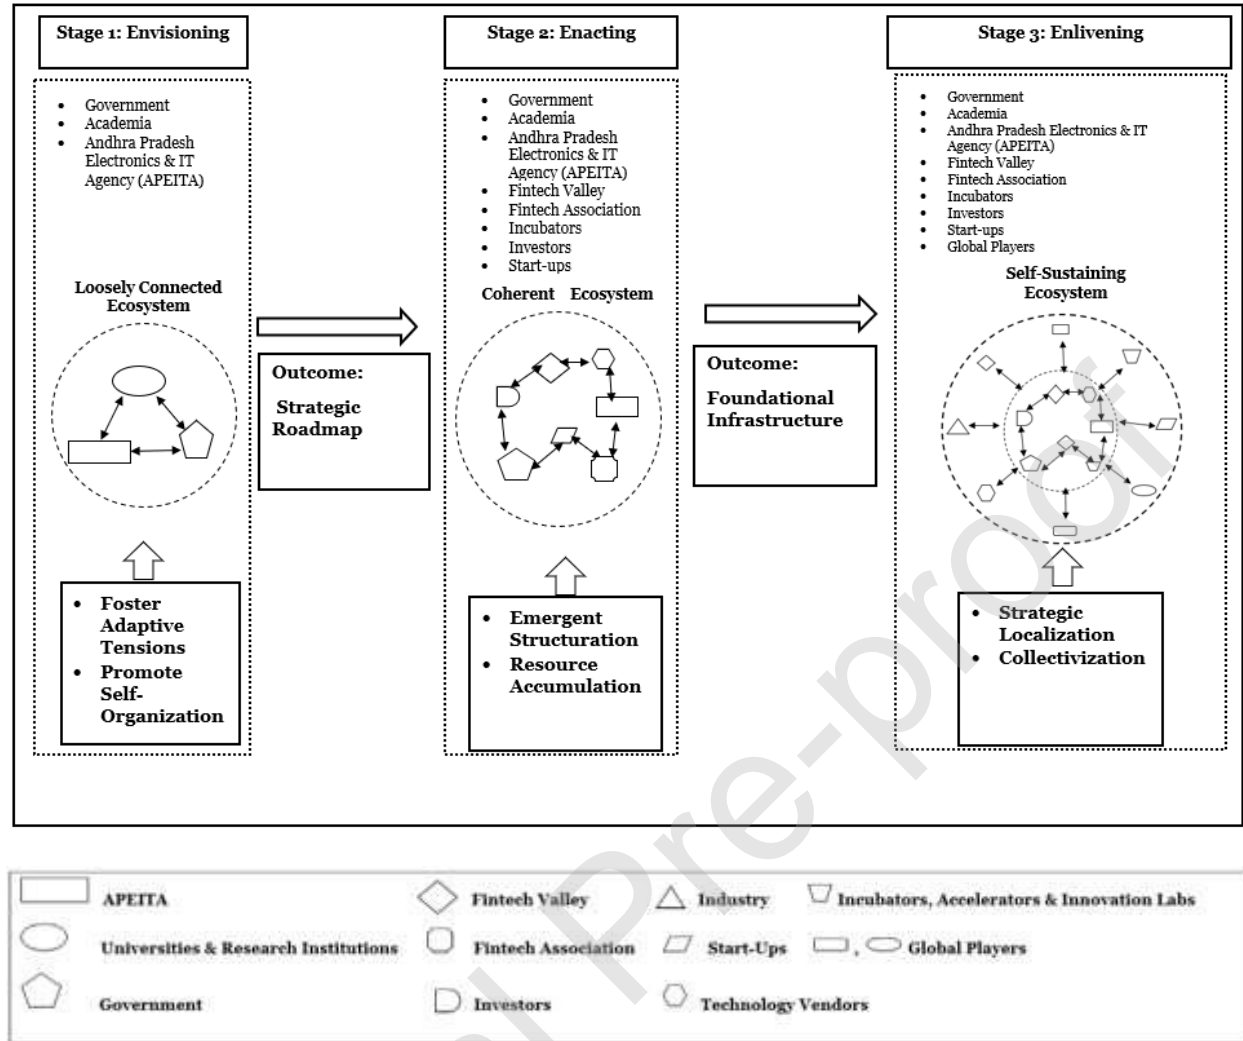 Stage 1: Envisioning
Stage 2: Enacting
Stage 3: Enlivening
Government
Academia
Andhra Pradesh
Electronics & IT
Agency (APEITA)
Loosely Connected
Ecosystem
Foster
Adaptive
Tensions
Promote
Self-
Organization
Outcome:
Strategic
Roadmap
Government
Academia
Andhra Pradesh
Electronics & IT
Agency (APEITA)
Fintech Valley
Fintech Association
Incubators
Investors
Start-ups
Coherent Ecosystem
Emergent
Structuration
Resource
Accumulation
Outcome:
Foundational
Infrastructure
Government
Academia
Andhra Pradesh Electronics & IT
Agency (APEITA)
Fintech Valley
Fintech Association
Incubators
Investors
Start-ups
Global Players
Self-Sustaining
Ecosystem
Strategic
Localization
Collectivization
APEITA
Fintech Valley
Industry
Incubators, Accelerators & Innovation Labs
Universities & Research Institutions
Fintech Association
Start-Ups
, Global Players
Government
Investors
Technology Vendors
l Pre-proof